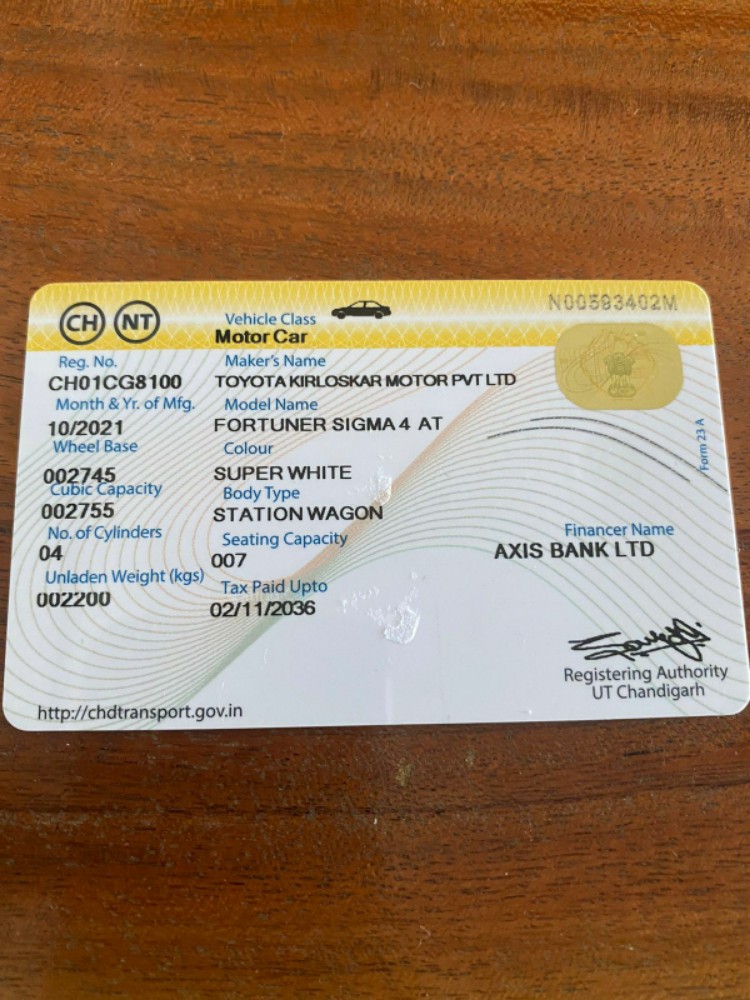 CH NT
N00593402M
Vehicle Class
Motor Car
Reg. No.
CH01CG8100
Maker's Name
TOYOTA KIRLOSKAR MOTOR PVT LTD
Month & Yr. of Mfg.
10/2021
Model Name
FORTUNER SIGMA 4 AT
Wheel Base
002745
Colour
SUPER WHITE
Cubic Capacity
002755
Body Type
STATION WAGON
No. of Cylinders
04
Seating Capacity
007
Unladen Weight (kgs)
002200
Tax Paid Upto
02/11/2036
Form 23 A
Financer Name
AXIS BANK LTD
Registering Authority
UT Chandigarh
http://chdtransport.gov.in